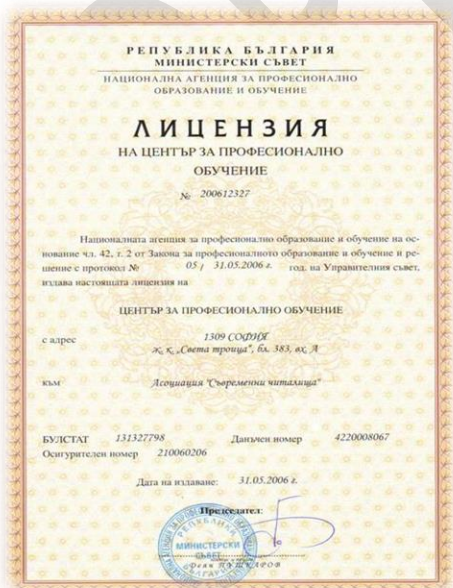 РЕПУБЛИКА БЪЛГАРИЯ
МИНИСТЕРСКИ СЪВЕТ
НАЦИОНАЛНА АГЕНЦИЯ ЗА ПРОФЕСИОНАЛНО
ОБРАЗОВАНИЕ И ОБУЧЕНИЕ
ЛИЦЕНЗИЯ
НА ЦЕНТЪР ЗА ПРОФЕСИОНАЛНО
ОБУЧЕНИЕ
№ 200612327
Националната агенция за професионално образование и обучение на ос-
нование чл. 42, т. 2 от Закона за професионалното образование и обучение и ре-
шение с протокол № 05 / 31.05.2006 г. год. на Управителния съвет,
издава настоящата лицензия на
ЦЕНТЪР ЗА ПРОФЕСИОНАЛНО ОБУЧЕНИЕ
с адрес 1309 СОФИЯ
ж. к. „Света троица", бл. 383, вх. А
към Асоциация "Съвременни читалища"
БУЛСТАТ 131327798 Данъчен номер 4220008067
Осигурителен номер 210060206
Дата на издаване: 31.05.2006 г.
Председател:
МИНИСТЕРСКИ
СЪВЕТ
ПУШКАРОВ